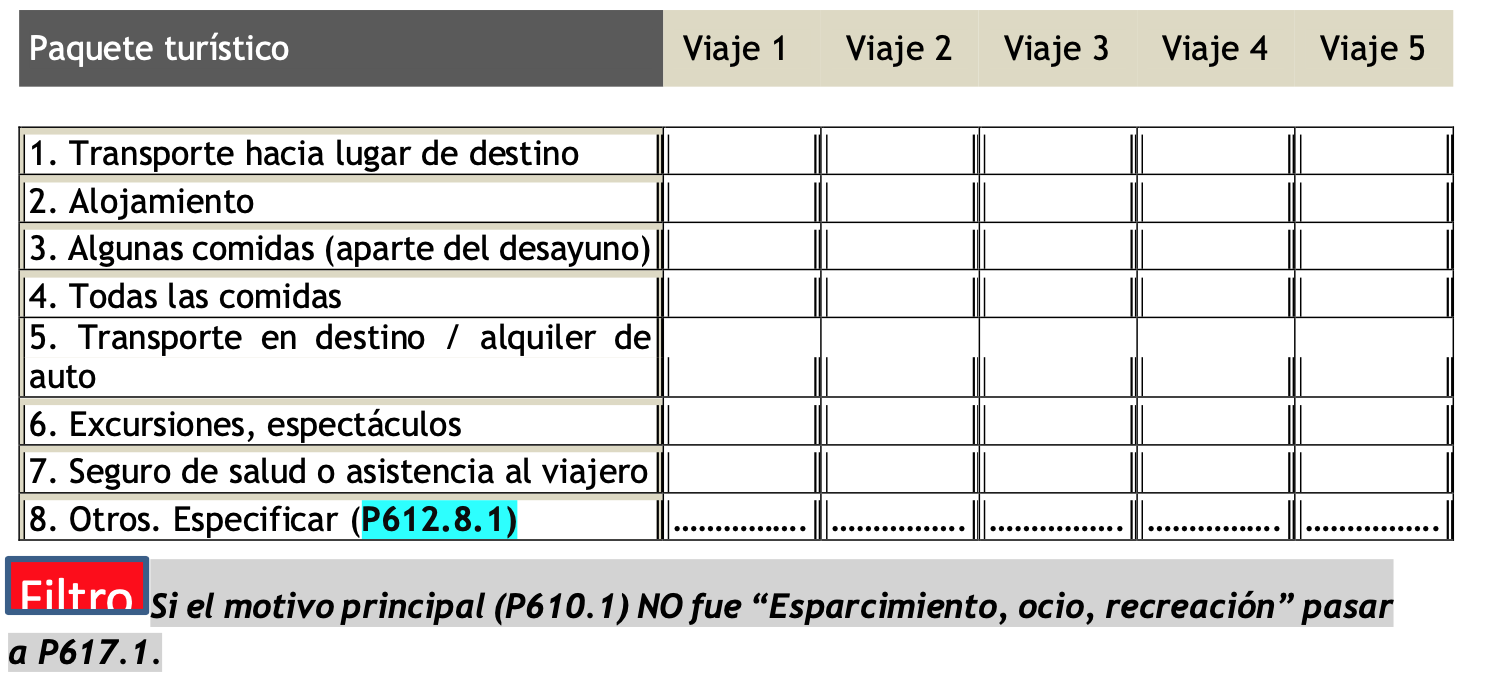 Paquete turístico Viaje 1 Viaje 2 Viaje 3 Viaje 4 Viaje 5
1. Transporte hacia lugar de destino
2. Alojamiento
3. Algunas comidas (aparte del desayuno)
4. Todas las comidas
5. Transporte en destino / alquiler de
auto
6. Excursiones, espectáculos
7. Seguro de salud o asistencia al viajero
8. Otros. Especificar (P612.8.1) ................ ................ ................ ................ ................
Filtro Si el motivo principal (P610.1) NO fue “Esparcimiento, ocio, recreación” pasar
a P617.1.